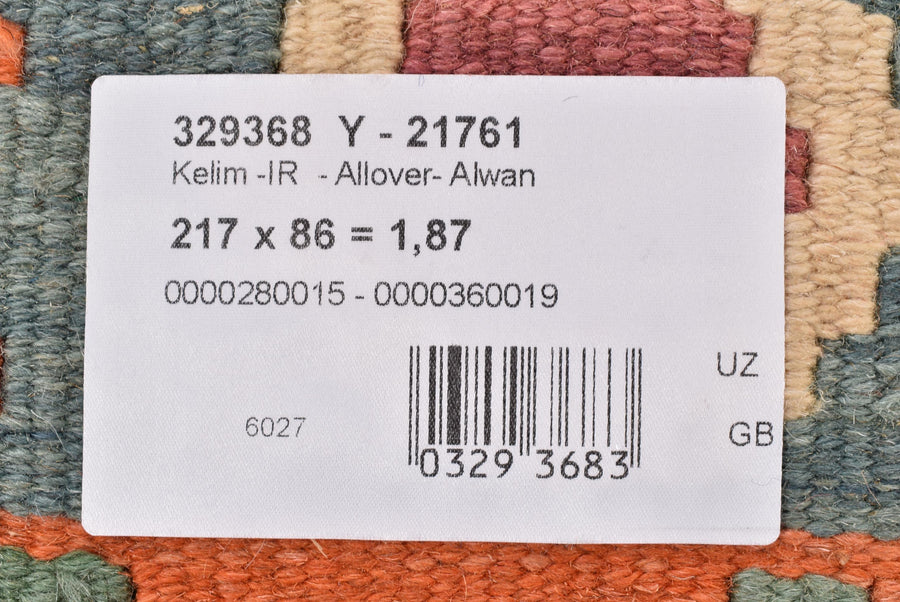 329368 Y - 21761
Kelim -IR - Allover- Alwan
217 x 86 = 1,87
0000280015 - 0000360019
UZ
6027
GB
0329 3683